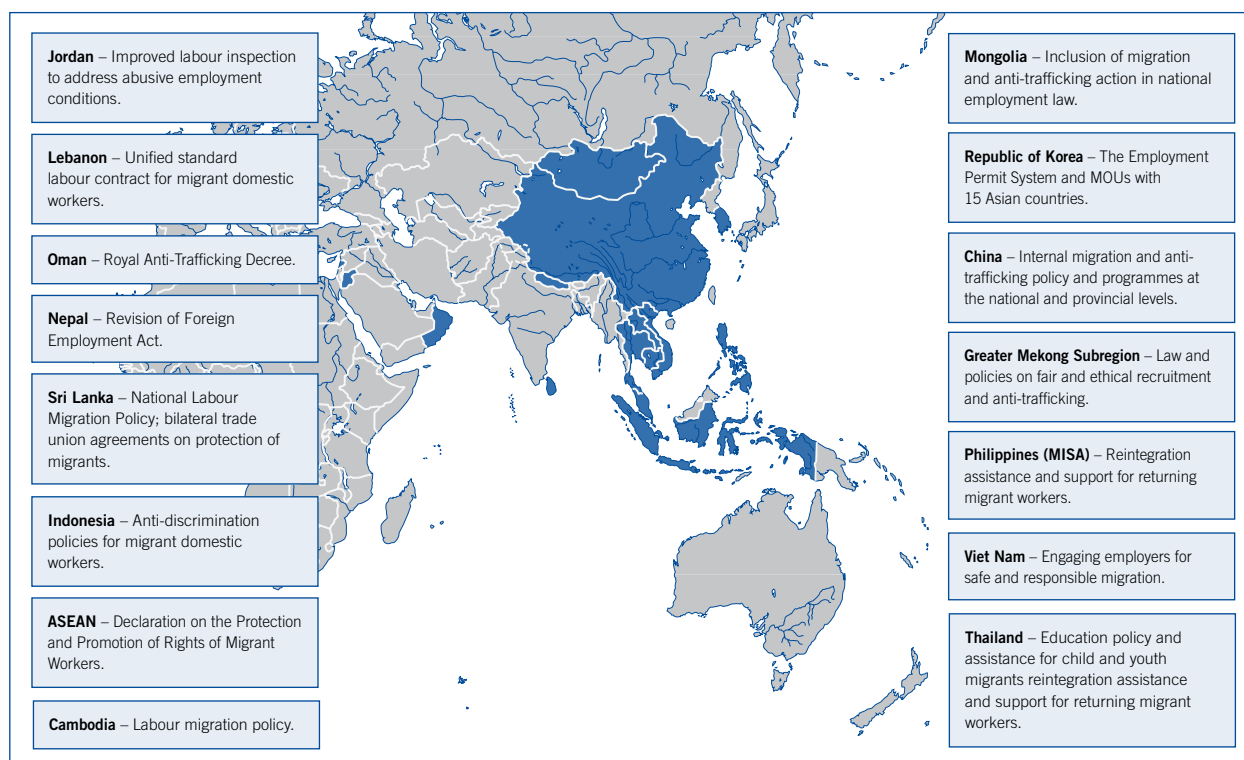 Jordan – Improved labour inspection
to address abusive employment
conditions.
Lebanon – Unified standard
labour contract for migrant domestic
workers.
Oman – Royal Anti-Trafficking Decree.
Nepal – Revision of Foreign
Employment Act.
Sri Lanka – National Labour
Migration Policy; bilateral trade
union agreements on protection of
migrants.
Indonesia – Anti-discrimination
policies for migrant domestic
workers.
ASEAN – Declaration on the Protection
and Promotion of Rights of Migrant
Workers.
Cambodia – Labour migration policy.
Mongolia – Inclusion of migration
and anti-trafficking action in national
employment law.
Republic of Korea – The Employment
Permit System and MOUs with
15 Asian countries.
China – Internal migration and anti-
trafficking policy and programmes at
the national and provincial levels.
Greater Mekong Subregion – Law and
policies on fair and ethical recruitment
and anti-trafficking.
Philippines (MISA) – Reintegration
assistance and support for returning
migrant workers.
Viet Nam – Engaging employers for
safe and responsible migration.
Thailand – Education policy and
assistance for child and youth
migrants reintegration assistance
and support for returning migrant
workers.